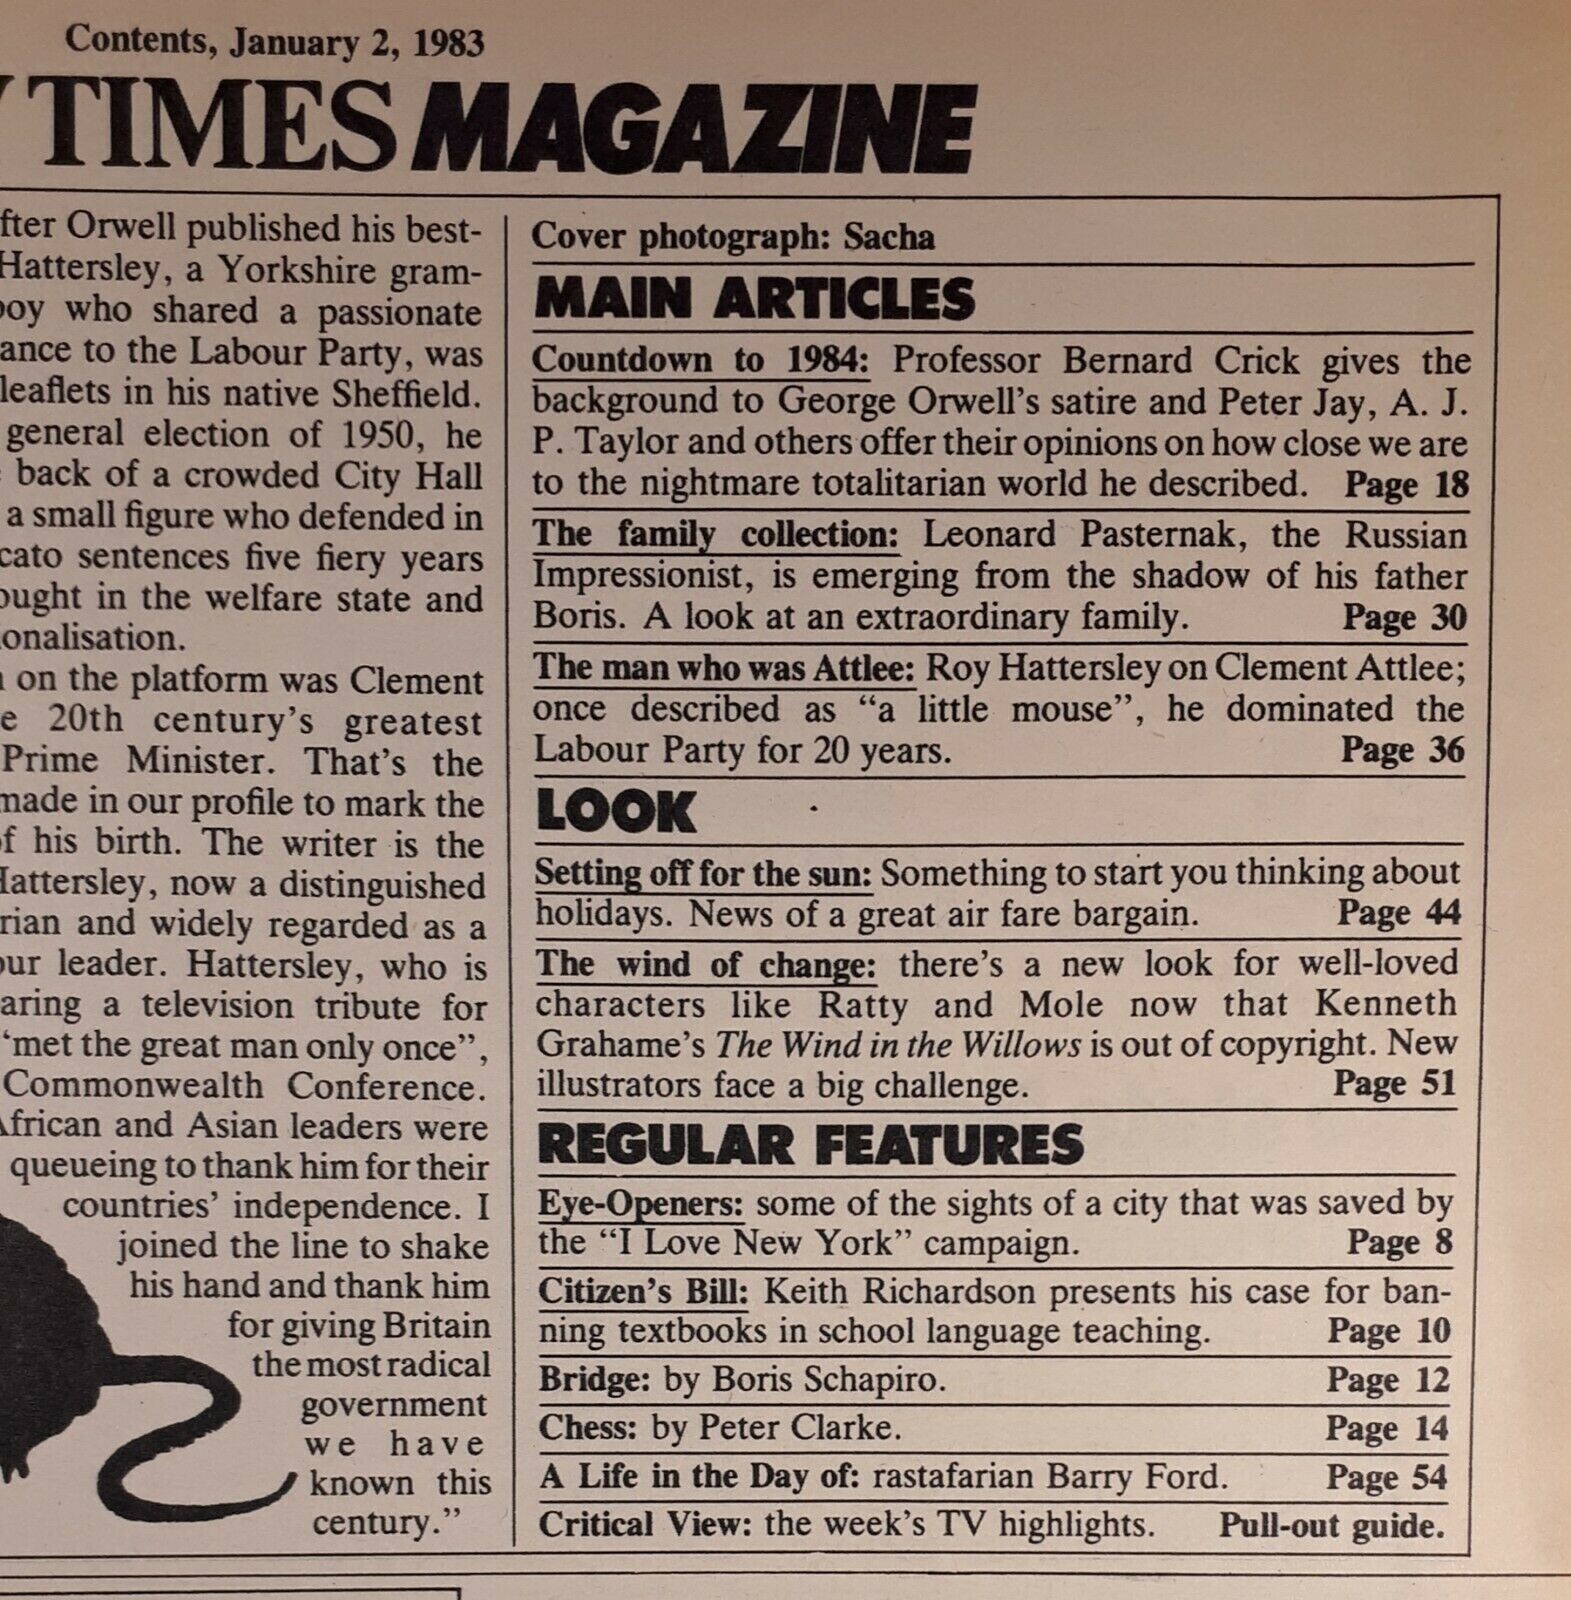 Contents, January 2, 1983
TIMES MAGAZINE
Orwell published his best-
Hattersley, a Yorkshire gram-
who shared a passionate
to the Labour Party, was
leaflets in his native Sheffield.
general election of 1950, he
back of a crowded City Hall
a small figure who defended in
sentences five fiery years
in the welfare state and
on the platform was Clement
20th century's greatest
Prime Minister. That's the
made in our profile to mark the
his birth. The writer is the
Hattersley, now a distinguished
and widely regarded as a
leader. Hattersley, who is
a television tribute for
"met the great man only once",
Commonwealth Conference.
African and Asian leaders were
queueing to thank him for their
countries' independence. I
joined the line to shake
his hand and thank him
for giving Britain
the most radical
government
we have
known this
century."
Cover photograph: Sacha
MAIN ARTICLES
Countdown to 1984: Professor Bernard Crick gives the
background to George Orwell's satire and Peter Jay, A. J.
P. Taylor and others offer their opinions on how close we are
to the nightmare totalitarian world he described. Page 18
The family collection: Leonard Pasternak, the Russian
Impressionist, is emerging from the shadow of his father
Boris. A look at an extraordinary family. Page 30
The man who was Attlee: Roy Hattersley on Clement Attlee;
once described as "a little mouse", he dominated the
Labour Party for 20 years. Page 36
LOOK
Setting off for the sun: Something to start you thinking about
holidays. News of a great air fare bargain. Page 44
The wind of change: there's a new look for well-loved
characters like Ratty and Mole now that Kenneth
Grahame's The Wind in the Willows is out of copyright. New
illustrators face a big challenge. Page 51
REGULAR FEATURES
Eye-Openers: some of the sights of a city that was saved by
the "I Love New York" campaign. Page 8
Citizen's Bill: Keith Richardson presents his case for ban-
ning textbooks in school language teaching. Page 10
Bridge: by Boris Schapiro. Page 12
Chess: by Peter Clarke. Page 14
A Life in the Day of: rastafarian Barry Ford. Page 54
Critical View: the week's TV highlights. Pull-out guide.